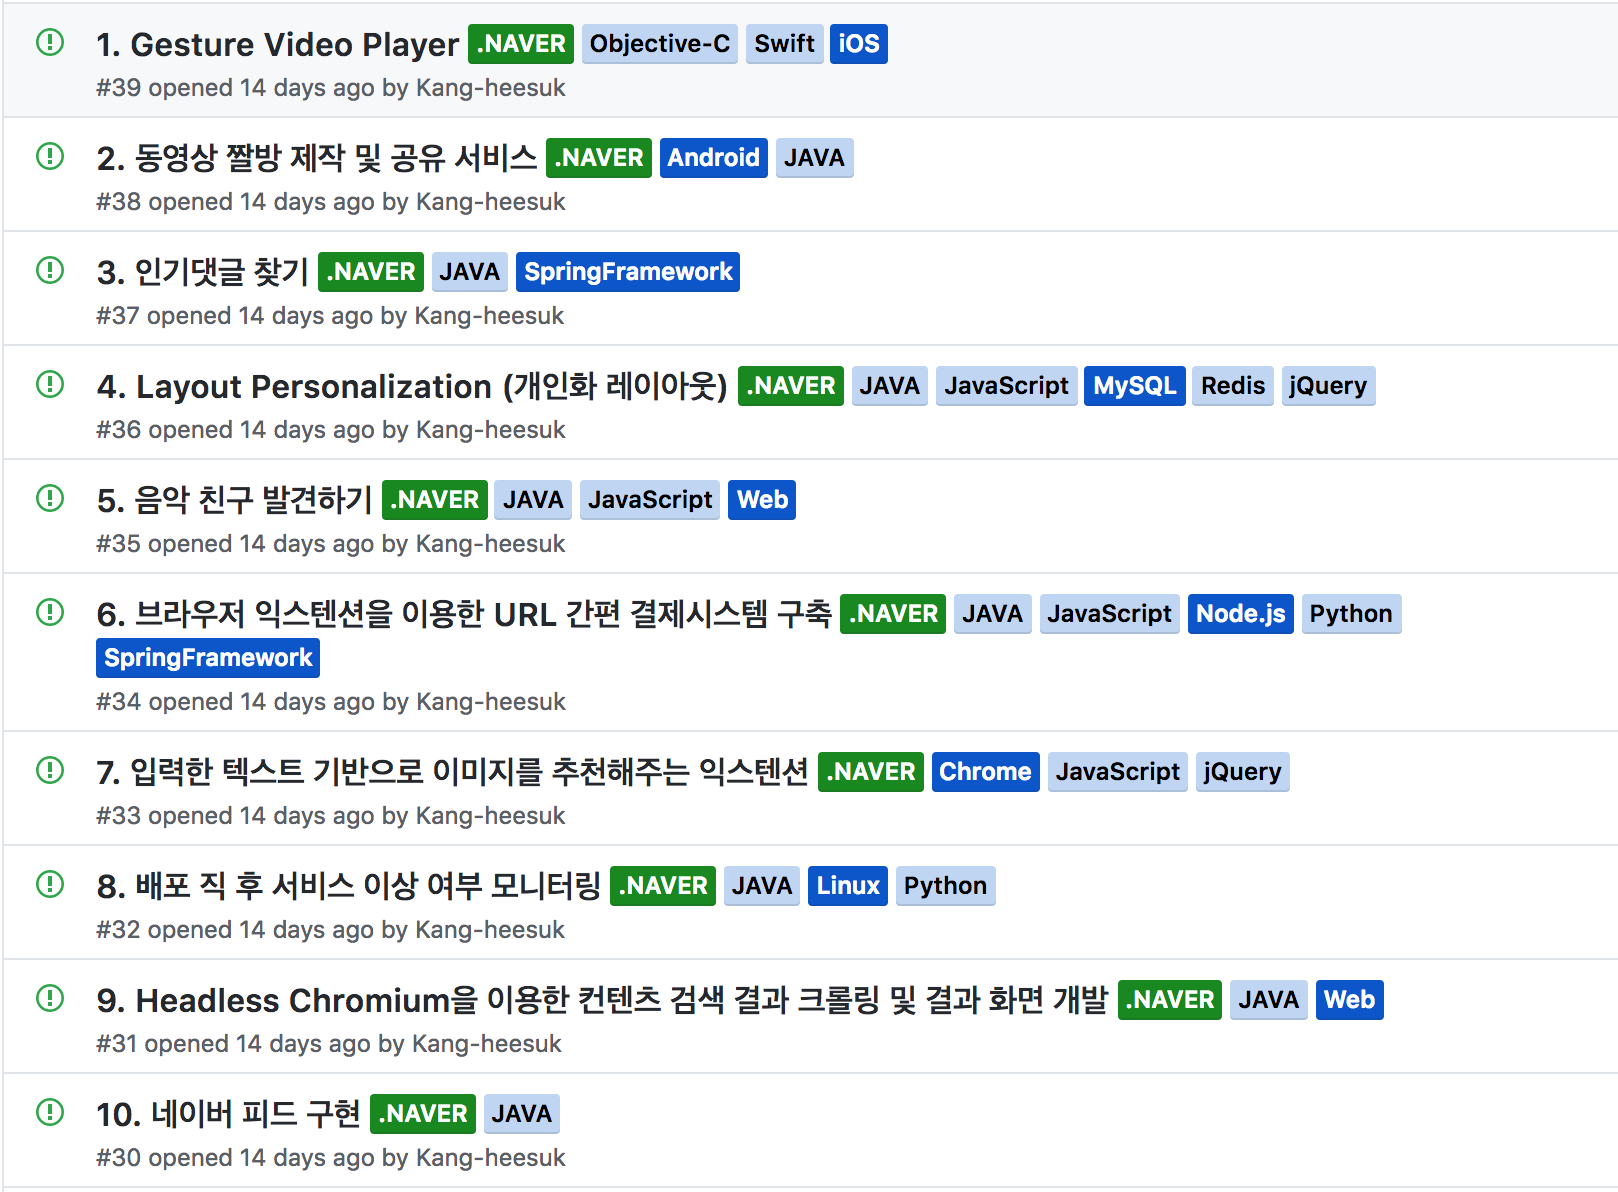 1. Gesture Video Player .NAVER Objective-C Swift iOS
#39 opened 14 days ago by Kang-heesuk
2. 동영상 짤방 제작 및 공유 서비스 .NAVER Android JAVA
#38 opened 14 days ago by Kang-heesuk
3. 인기댓글 찾기 .NAVER JAVA SpringFramework
#37 opened 14 days ago by Kang-heesuk
4. Layout Personalization (개인화 레이아웃) .NAVER JAVA JavaScript MySQL Redis jQuery
#36 opened 14 days ago by Kang-heesuk
5. 음악 친구 발견하기 .NAVER JAVA JavaScript Web
#35 opened 14 days ago by Kang-heesuk
6. 브라우저 익스텐션을 이용한 URL 간편 결제시스템 구축 .NAVER JAVA JavaScript Node.js Python
SpringFramework
#34 opened 14 days ago by Kang-heesuk
7. 입력한 텍스트 기반으로 이미지를 추천해주는 익스텐션 .NAVER Chrome JavaScript jQuery
#33 opened 14 days ago by Kang-heesuk
8. 배포 직 후 서비스 이상 여부 모니터링 .NAVER JAVA Linux Python
#32 opened 14 days ago by Kang-heesuk
9. Headless Chromium을 이용한 컨텐츠 검색 결과 크롤링 및 결과 화면 개발 .NAVER JAVA Web
#31 opened 14 days ago by Kang-heesuk
10. 네이버 피드 구현 .NAVER JAVA
#30 opened 14 days ago by Kang-heesuk